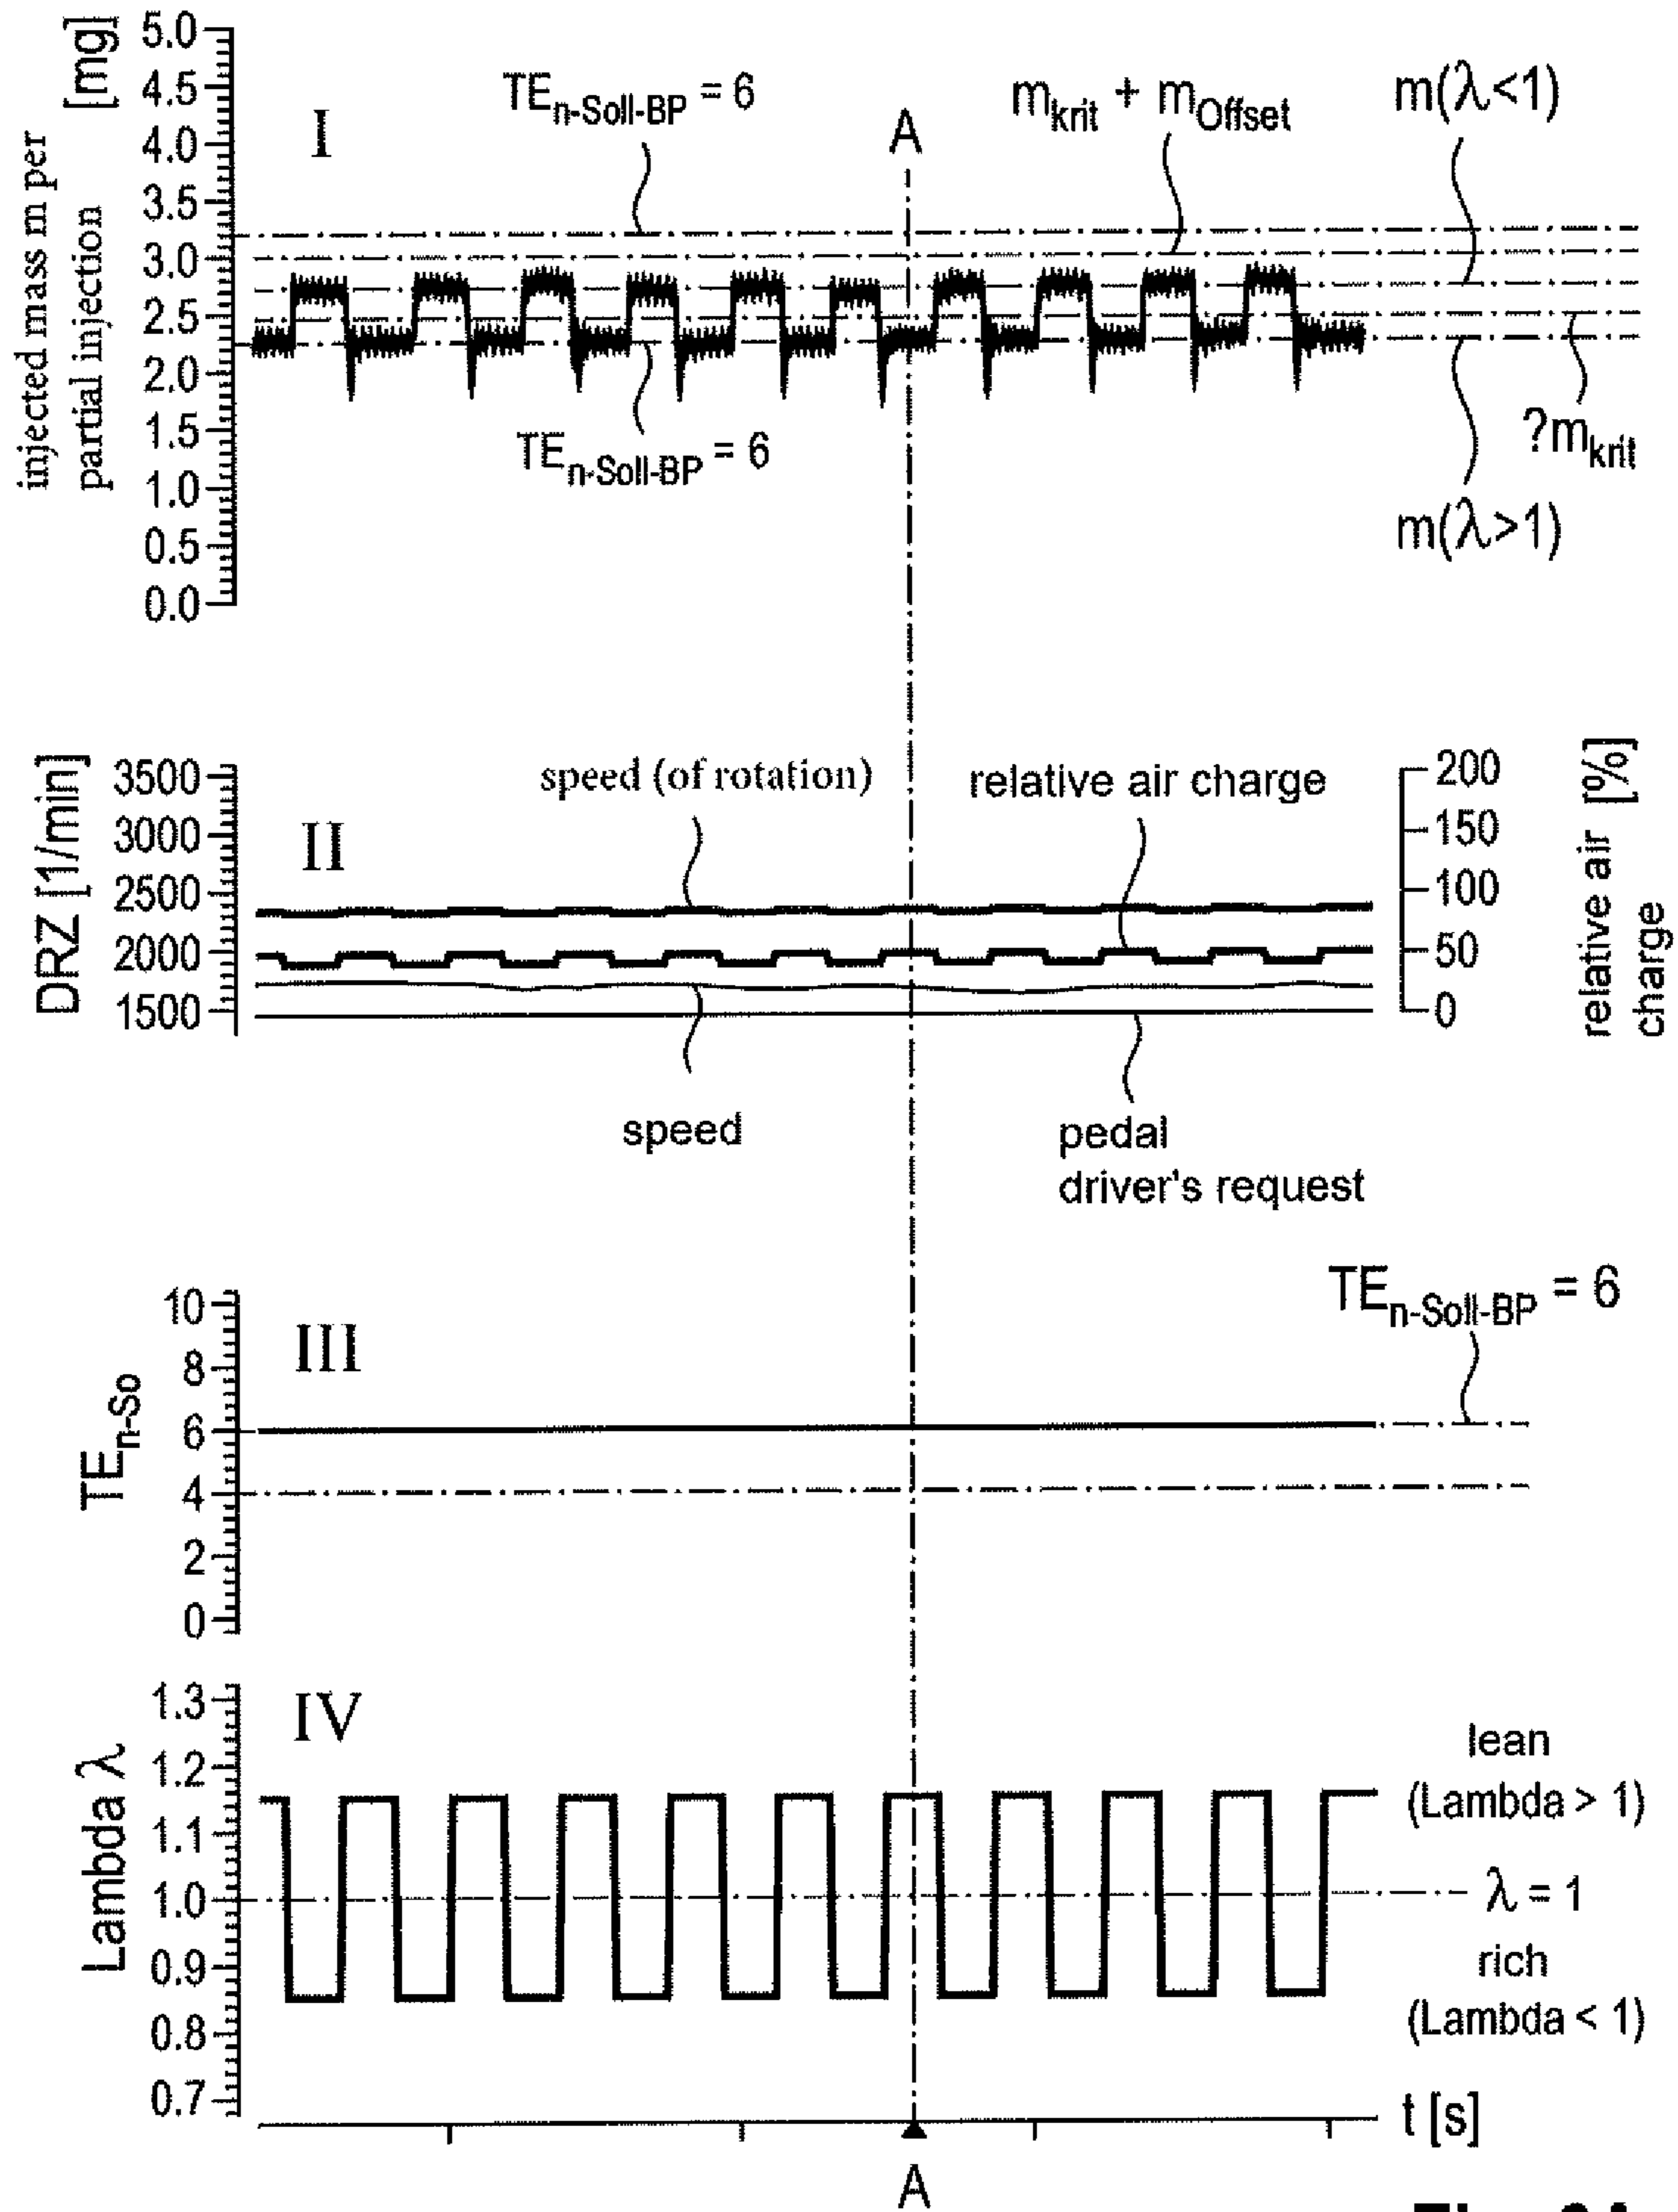 injected mass m per
partial injection [mg]
5.0
4.5
4.0
3.5
3.0
2.5
2.0
1.5
1.0
0.5
0.0
I
TEn-Soll-BP = 6
A
mkrit + mOffset
m(λ<1)
TEn-Soll-BP = 6
?mkrit
m(λ>1)
DRZ [1/min]
3500
3000
2500
2000
1500
II
speed (of rotation)
relative air charge
200
150
100
50
0
relative air [%]
charge
speed
pedal
driver's request
TEn-So
10
8
6
4
2
0
III
TEn-Soll-BP = 6
Lambda λ
1.3
1.2
1.1
1.0
0.9
0.8
0.7
IV
lean
(Lambda > 1)
λ = 1
rich
(Lambda < 1)
t [s]
A